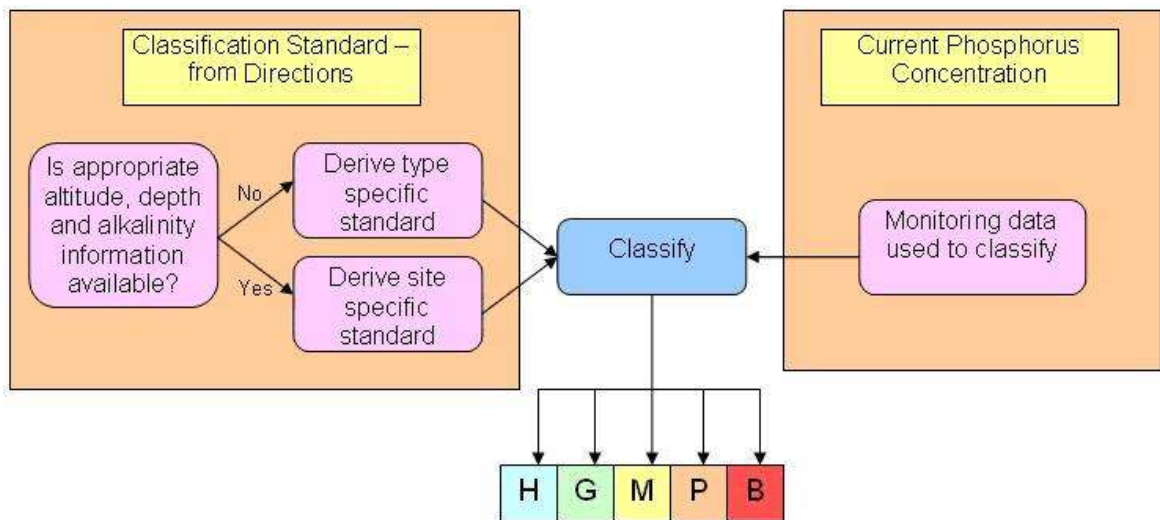 Classification Standard –
from Directions
Is appropriate
altitude, depth
and alkalinity
information
available?
No
Yes
Derive type
specific
standard
Derive site
specific
standard
Classify
Current Phosphorus
Concentration
Monitoring data
used to classify
H G M P B